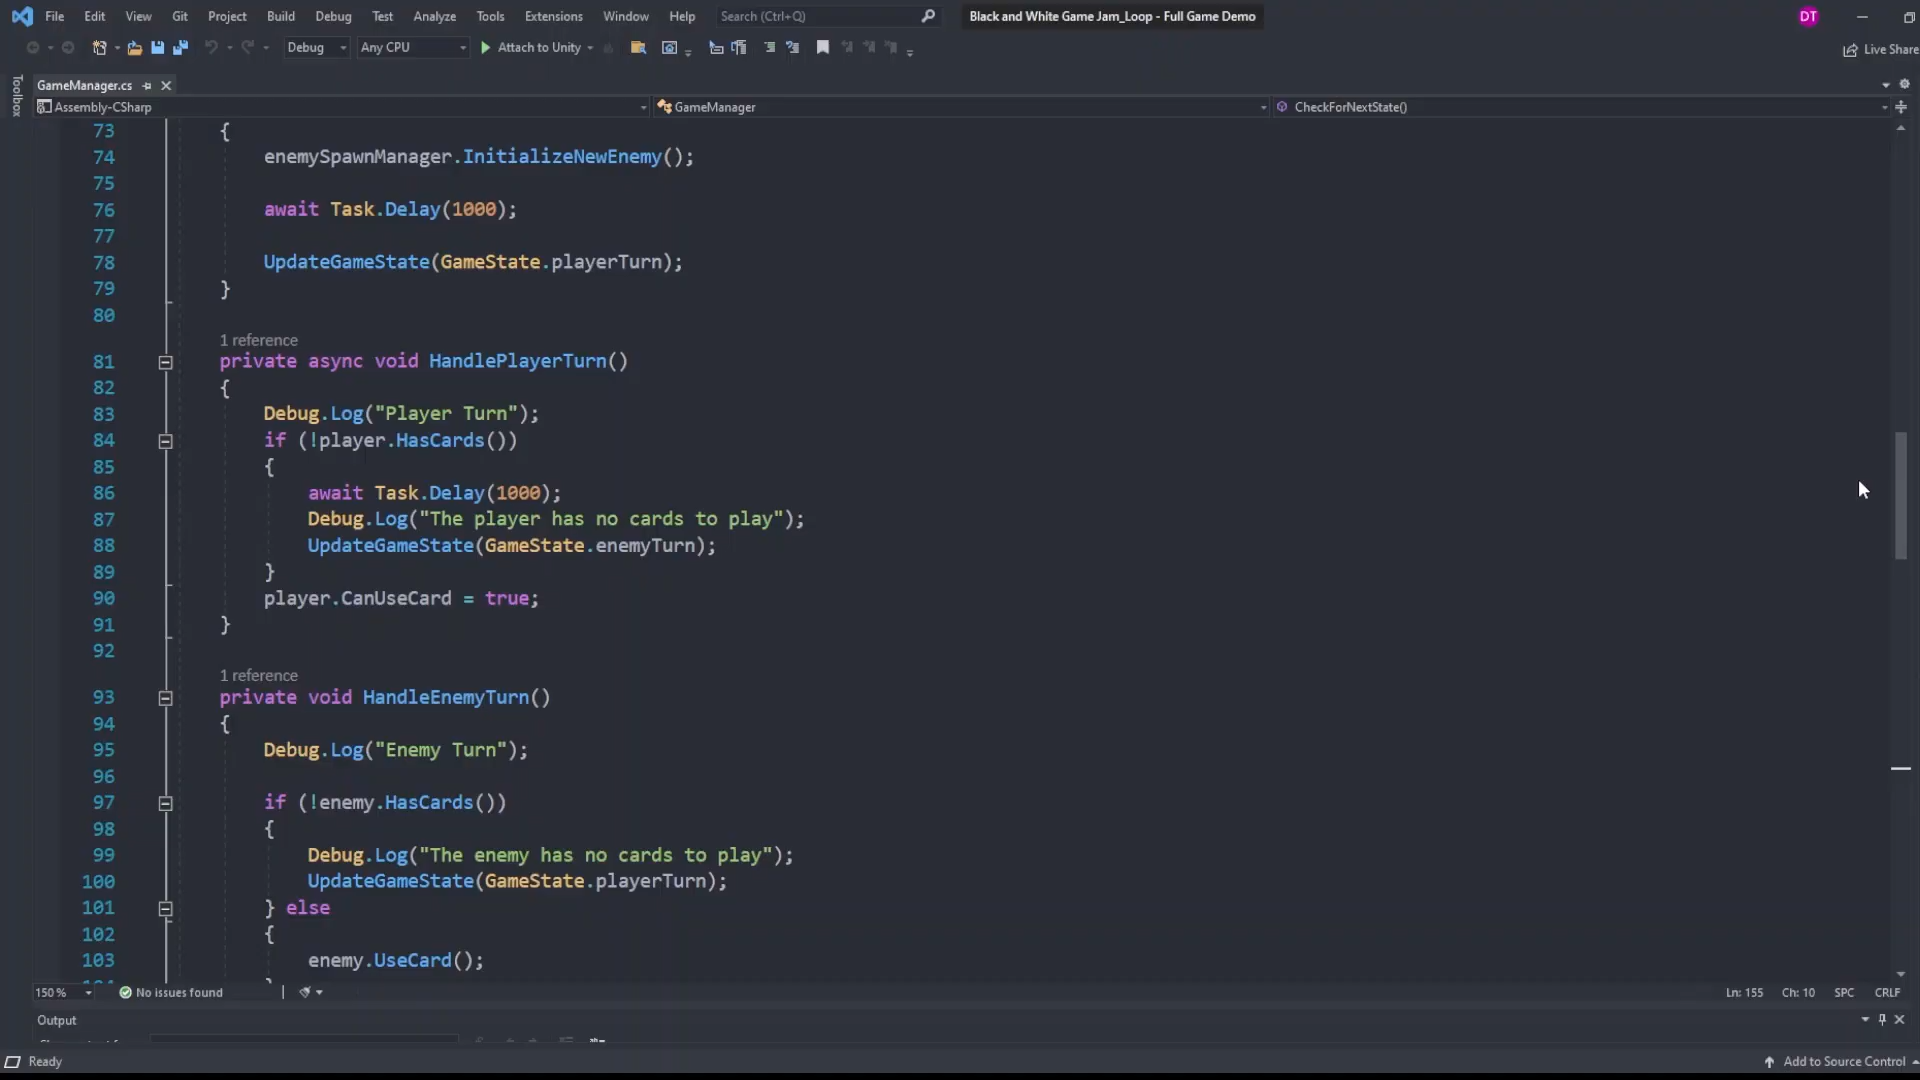 File Edit View Git Project Build Debug Test Analyze Tools Extensions Window Help Search (Ctrl+Q) Black and White Game Jam_Loop - Full Game Demo DT
Debug Any CPU Attach to Unity Live Share
Toolbox
GameManager.cs
Assembly-CSharp GameManager CheckForNextState()
73 {
74 enemySpawnManager.InitializeNewEnemy();
75
76 await Task.Delay(1000);
77
78 UpdateGameState(GameState.playerTurn);
79 }
80
1 reference
81 private async void HandlePlayerTurn()
82 {
83 Debug.Log("Player Turn");
84 if (!player.HasCards())
85 {
86 await Task.Delay(1000);
87 Debug.Log("The player has no cards to play");
88 UpdateGameState(GameState.enemyTurn);
89 }
90 player.CanUseCard = true;
91 }
92
1 reference
93 private void HandleEnemyTurn()
94 {
95 Debug.Log("Enemy Turn");
96
97 if (!enemy.HasCards())
98 {
99 Debug.Log("The enemy has no cards to play");
100 UpdateGameState(GameState.playerTurn);
101 } else
102 {
103 enemy.UseCard();
150 % No issues found Ln: 155 Ch: 10 SPC CRLF
Output
Ready Add to Source Control